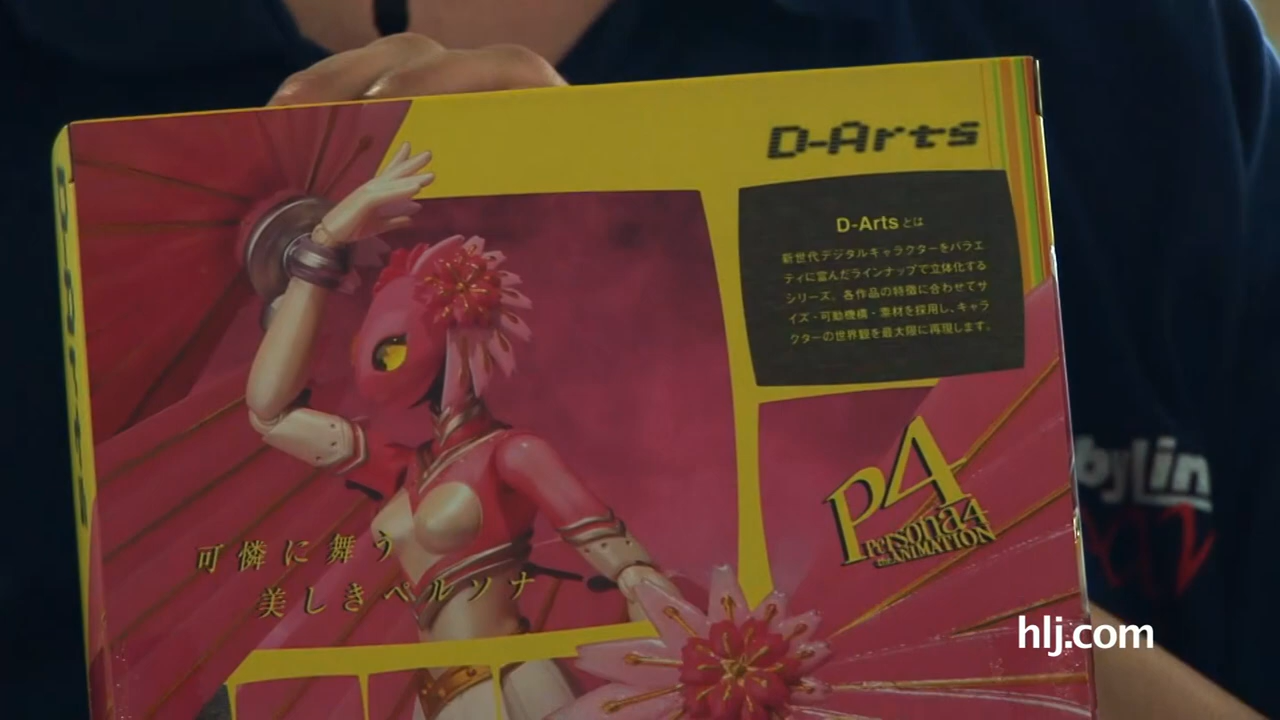 D-Arts
D-Arts
D-Arts とは
新世代デジタルキャラクターをバラエ
ティに富んだラインナップで立体化する
シリーズ。各作品の特徴に合わせてサ
イズ・可動機構・素材を採用し、キャラ
クターの世界観を最大限に再現します。
P4
Persona4
the ANIMATION
可憐に舞う
美しきペルソナ
byLin
hlj.com